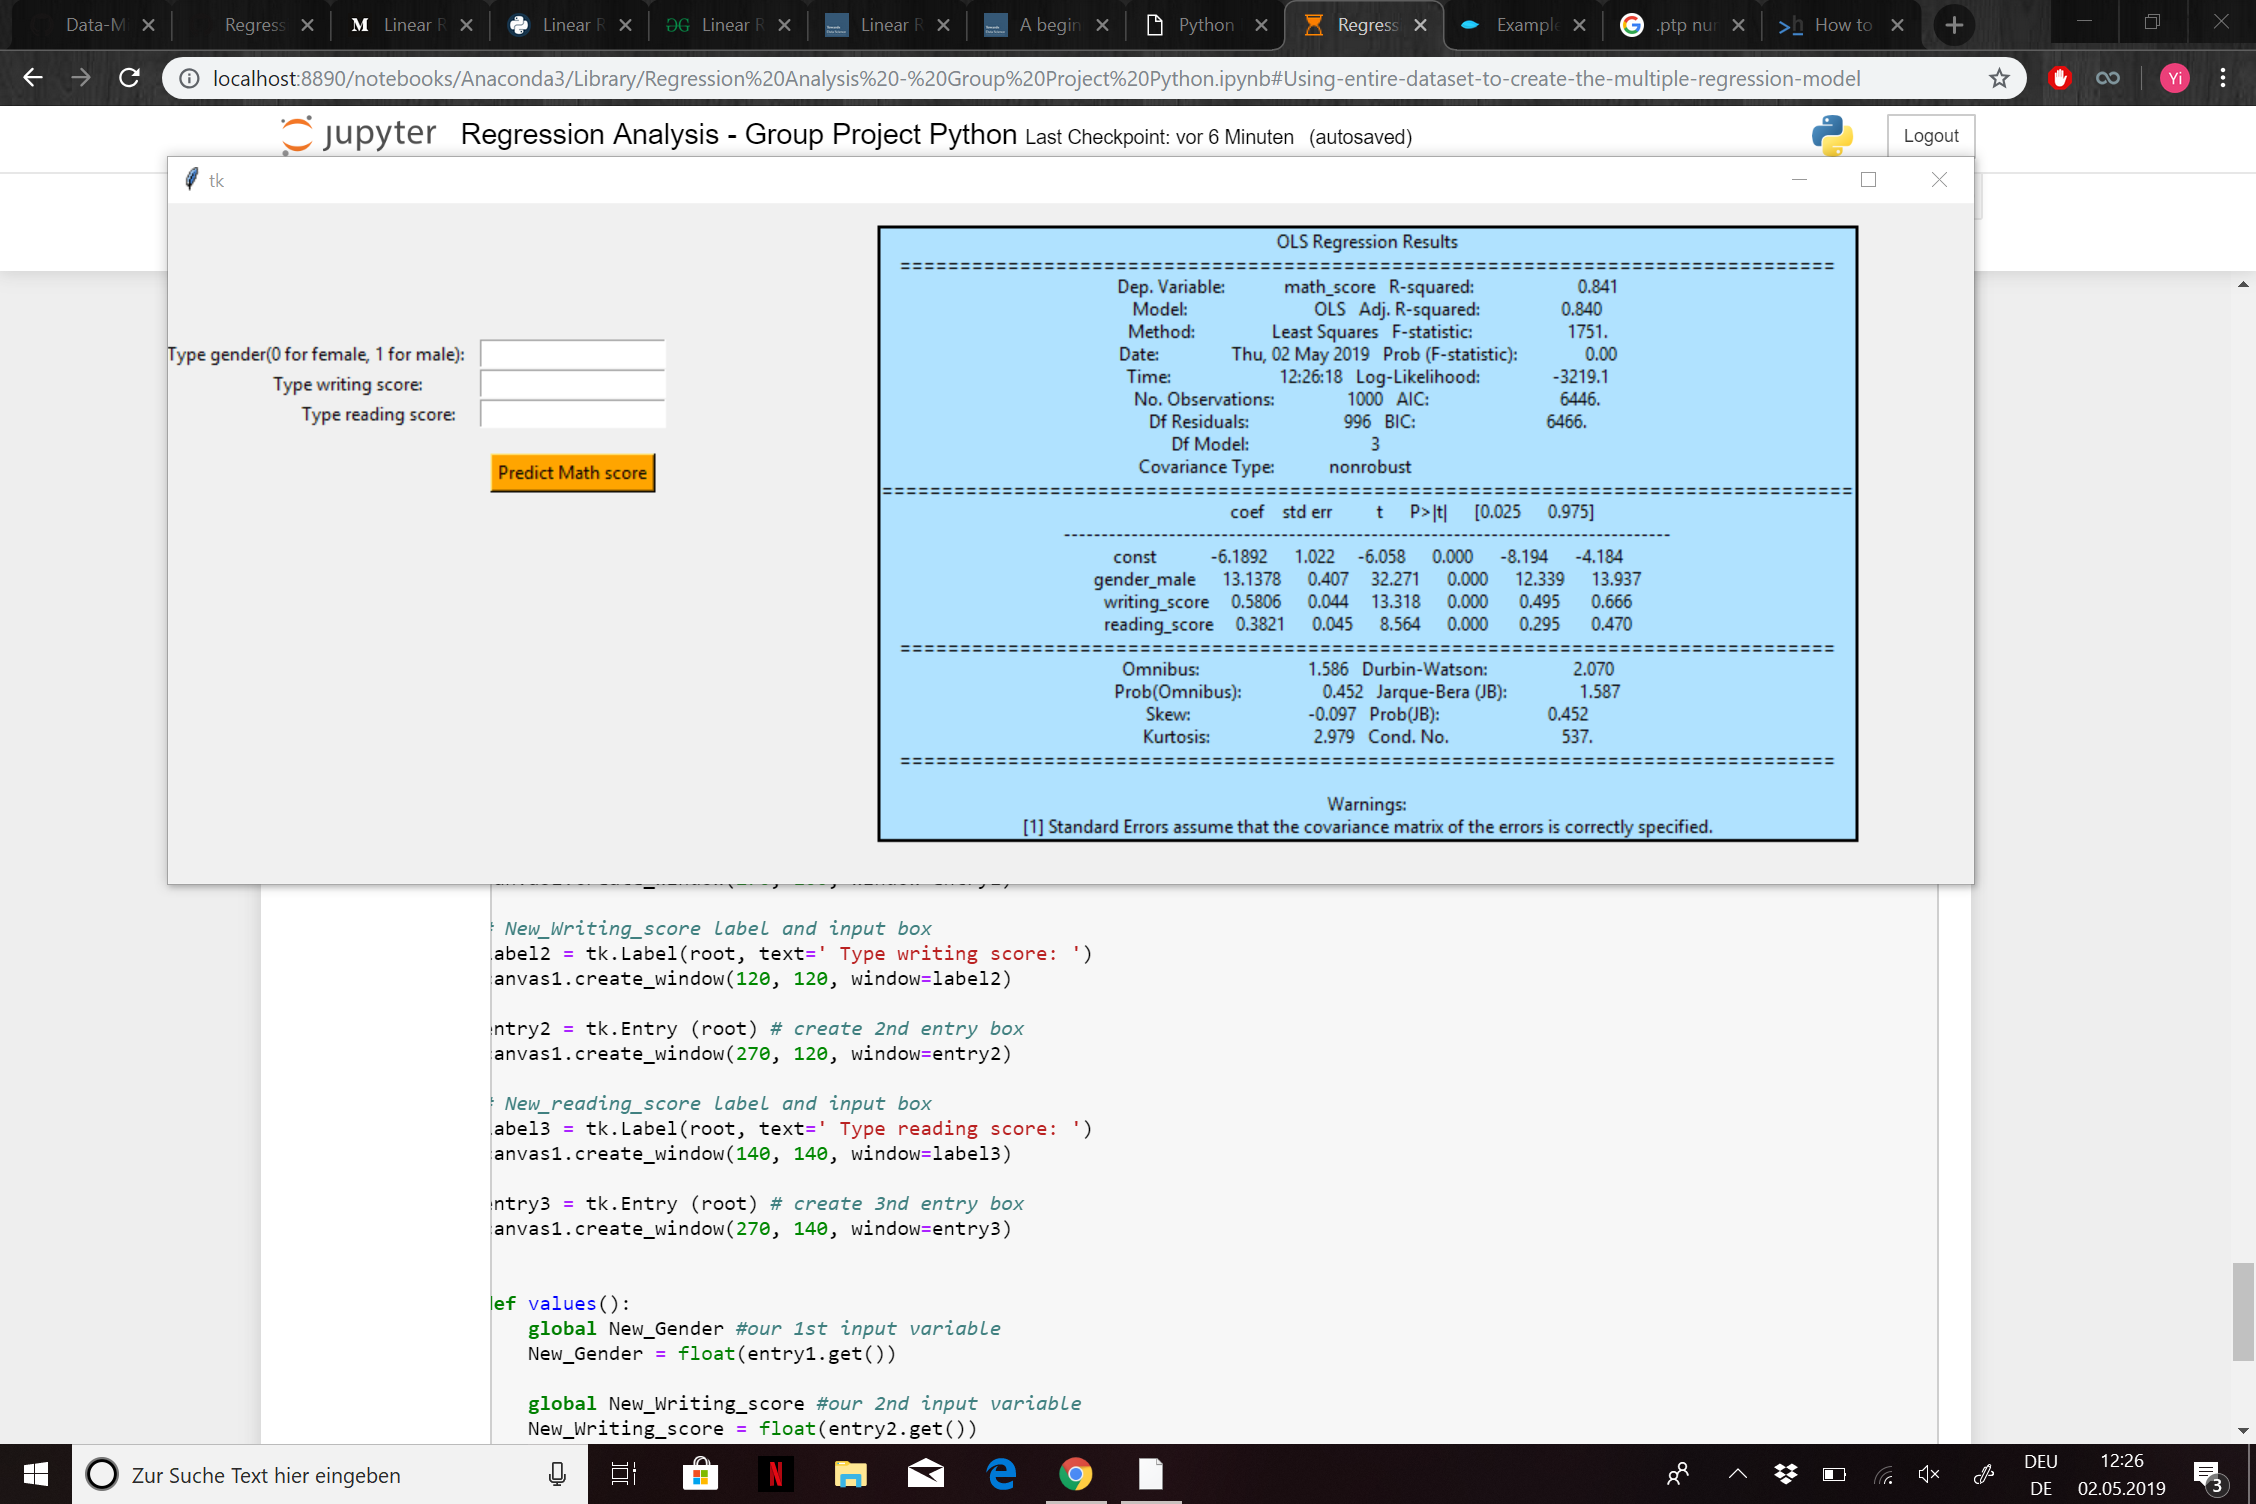 Data-M Regress Linear R Linear R Linear R Linear R A begin Python Regress Example .ptp nur How to
localhost:8890/notebooks/Anaconda3/Library/Regression%20Analysis%20-%20Group%20Project%20Python.ipynb#Using-entire-dataset-to-create-the-multiple-regression-model Yi
jupyter Regression Analysis - Group Project Python Last Checkpoint: vor 6 Minuten (autosaved) Logout
tk
Type gender(0 for female, 1 for male):
Type writing score:
Type reading score:
Predict Math score
OLS Regression Results
==============================================================================
Dep. Variable: math_score R-squared: 0.841
Model: OLS Adj. R-squared: 0.840
Method: Least Squares F-statistic: 1751.
Date: Thu, 02 May 2019 Prob (F-statistic): 0.00
Time: 12:26:18 Log-Likelihood: -3219.1
No. Observations: 1000 AIC: 6446.
Df Residuals: 996 BIC: 6466.
Df Model: 3
Covariance Type: nonrobust
=================================================================================
coef std err t P>|t| [0.025 0.975]
---------------------------------------------------------------------------------
const -6.1892 1.022 -6.058 0.000 -8.194 -4.184
gender_male 13.1378 0.407 32.271 0.000 12.339 13.937
writing_score 0.5806 0.044 13.318 0.000 0.495 0.666
reading_score 0.3821 0.045 8.564 0.000 0.295 0.470
==============================================================================
Omnibus: 1.586 Durbin-Watson: 2.070
Prob(Omnibus): 0.452 Jarque-Bera (JB): 1.587
Skew: -0.097 Prob(JB): 0.452
Kurtosis: 2.979 Cond. No. 537.
==============================================================================
Warnings:
[1] Standard Errors assume that the covariance matrix of the errors is correctly specified.
# New_Writing_score label and input box
abel2 = tk.Label(root, text=' Type writing score: ')
anvas1.create_window(120, 120, window=label2)
ntry2 = tk.Entry (root) # create 2nd entry box
anvas1.create_window(270, 120, window=entry2)
# New_reading_score label and input box
abel3 = tk.Label(root, text=' Type reading score: ')
anvas1.create_window(140, 140, window=label3)
ntry3 = tk.Entry (root) # create 3nd entry box
anvas1.create_window(270, 140, window=entry3)
ef values():
global New_Gender #our 1st input variable
New_Gender = float(entry1.get())
global New_Writing_score #our 2nd input variable
New_Writing_score = float(entry2.get())
Zur Suche Text hier eingeben
DEU 12:26
DE 02.05.2019 3